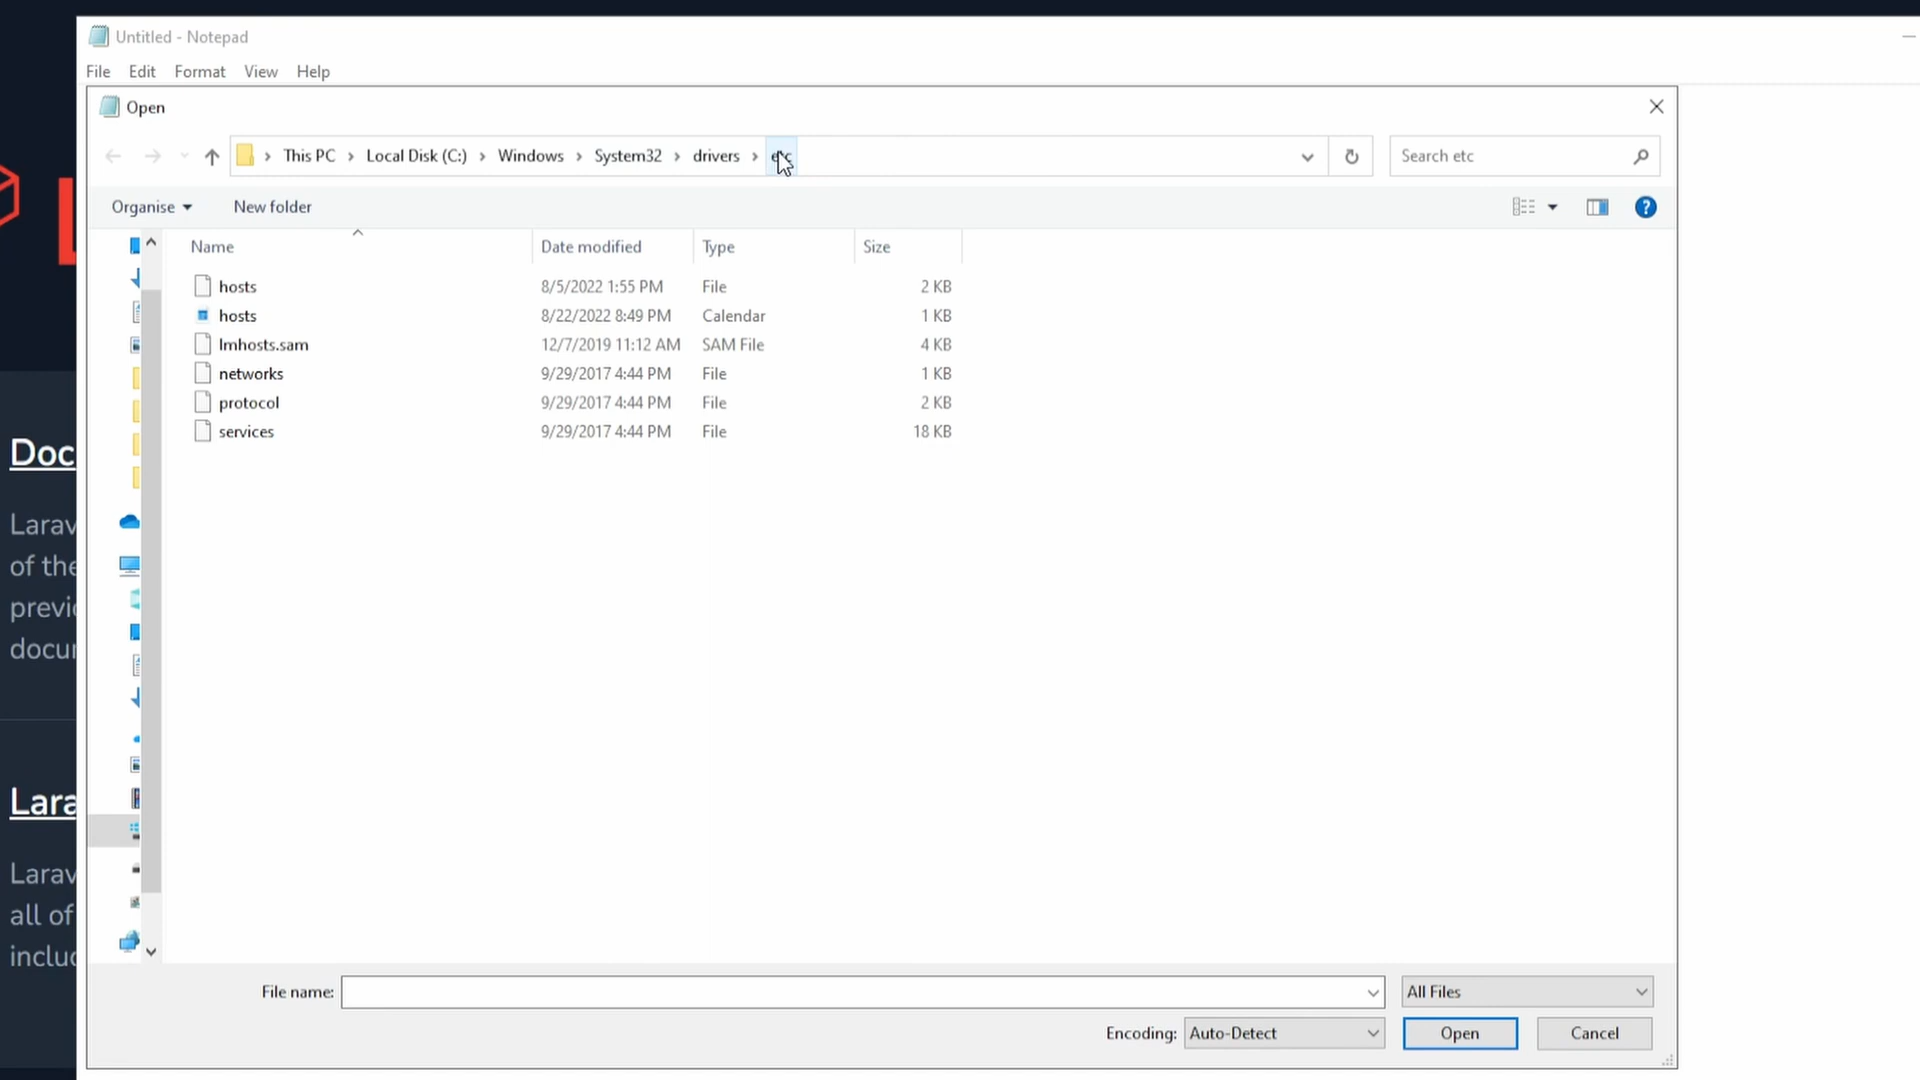 Untitled - Notepad
File Edit Format View Help
Open
This PC Local Disk (C:) Windows System32 drivers
Search etc
Organise New folder
Name Date modified Type Size
hosts 8/5/2022 1:55 PM File 2 KB
hosts 8/22/2022 8:49 PM Calendar 1 KB
lmhosts.sam 12/7/2019 11:12 AM SAM File 4 KB
networks 9/29/2017 4:44 PM File 1 KB
protocol 9/29/2017 4:44 PM File 2 KB
services 9/29/2017 4:44 PM File 18 KB
Doc
Larav
of the
previ
docu
Lara
Larav
all of
inclu
File name: All Files
Encoding: Auto-Detect Open Cancel